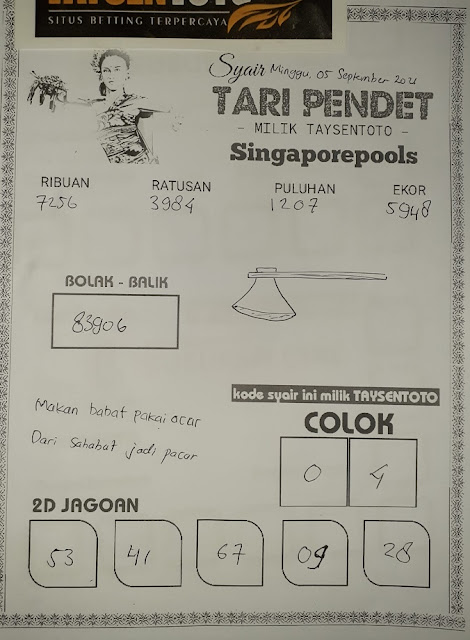 TAYSENTOTO
SITUS BETTING TERPERCAYA
Syair Minggu, 05 September 2021
TARI PENDET
- MILIK TAYSENTOTO -
Singaporepools
RIBUAN RATUSAN PULUHAN EKOR
7256 3984 1207 5948
BOLAK - BALIK
83906
kode syair ini milik TAYSENTOTO
Makan babat pakai acar
COLOK
Dari sahabat jadi pacar
0 4
2D JAGOAN
53 41 67 09 28